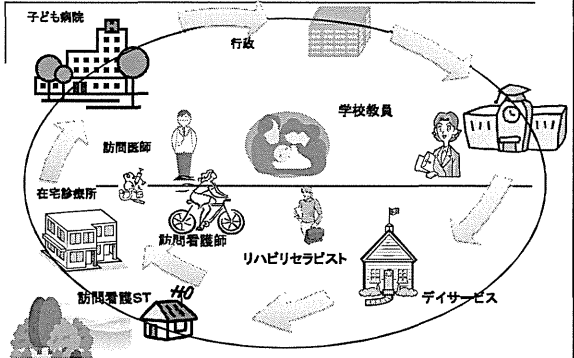 子ども病院
行政
学校教員
訪問医師
在宅診療所
訪問看護師
リハビリセラピスト
訪問看護ST
デイサービス